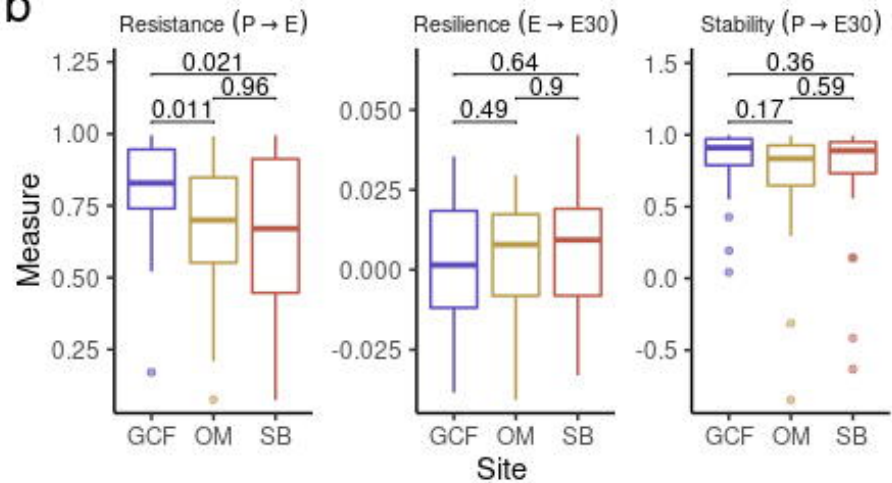 b
Resistance (P → E)
Resilience (E → E30)
Stability (P → E30)
Measure
1.25
1.00
0.75
0.50
0.25
0.021
0.96
0.011
GCF OM SB
0.050
0.025
0.000
-0.025
0.64
0.9
0.49
GCF OM SB
1.5
1.0
0.5
0.0
-0.5
0.36
0.59
0.17
GCF OM SB
Site